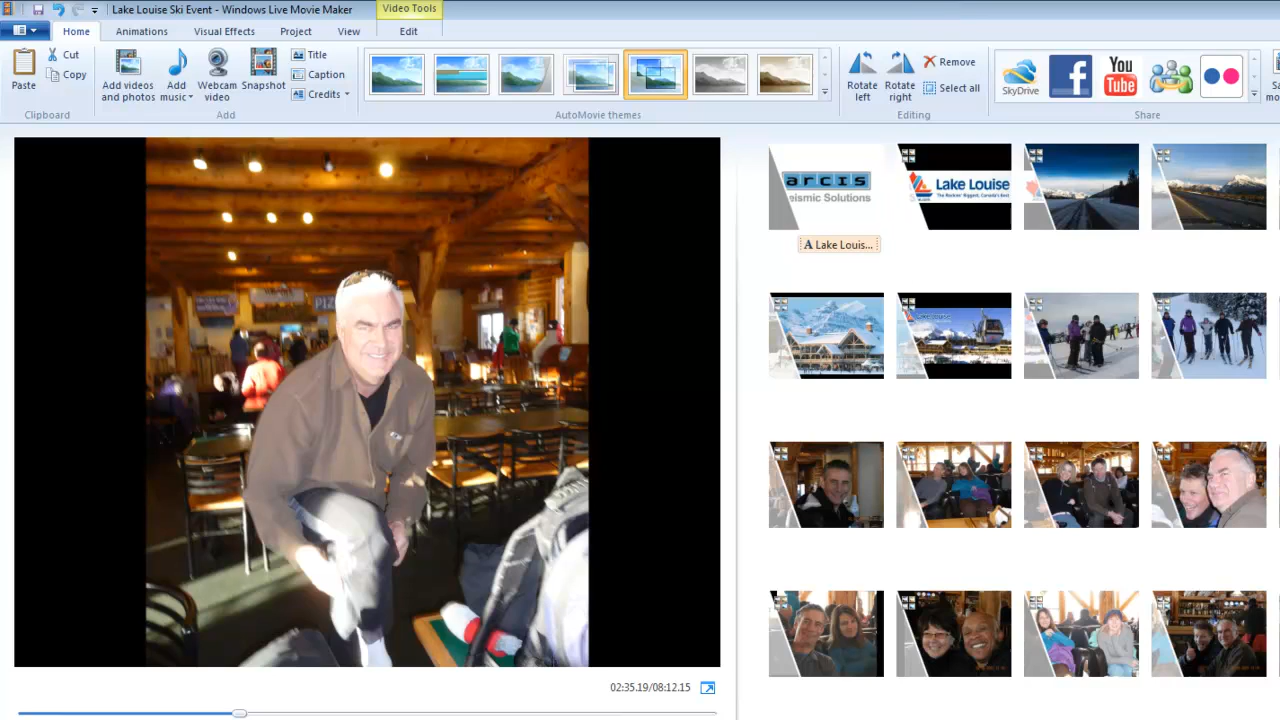 Lake Louise Ski Event - Windows Live Movie Maker
Video Tools
Home
Animations
Visual Effects
Project
View
Edit
Paste
Cut
Copy
Clipboard
Add videos
and photos
Add
music
Webcam
video
Snapshot
Title
Caption
Credits
Add
AutoMovie themes
Rotate
left
Rotate
right
Remove
Select all
Editing
SkyDrive
You
Tube
Share
arcis
eismic Solutions
Lake Louise
A Lake Louis...
02:35.19/08:12.15